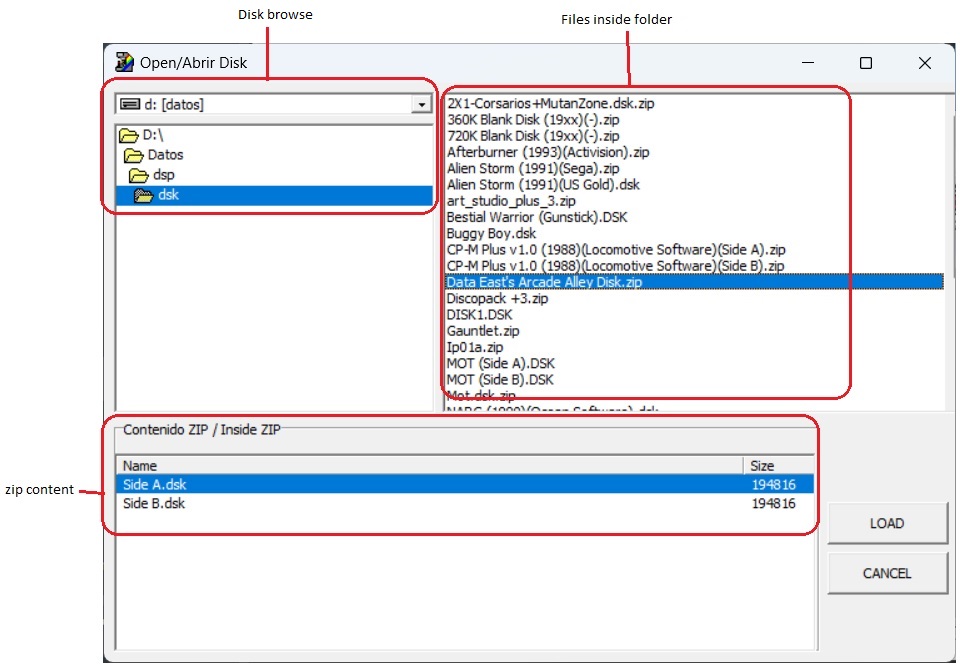 Disk browse
Files inside folder
Open/Abrir Disk
d: [datos]
D:\
Datos
dsp
dsk
2X1-Corsarios+MutanZone.dsk.zip
360K Blank Disk (19xx)(-).zip
720K Blank Disk (19xx)(-).zip
Afterburner (1993)(Activision).zip
Alien Storm (1991)(Sega).zip
Alien Storm (1991)(US Gold).dsk
art_studio_plus_3.zip
Bestial Warrior (Gunstick).DSK
Buggy Boy.dsk
CP-M Plus v1.0 (1988)(Locomotive Software)(Side A).zip
CP-M Plus v1.0 (1988)(Locomotive Software)(Side B).zip
Data East's Arcade Alley Disk.zip
Discopack +3.zip
DISK1.DSK
Gauntlet.zip
Ip01a.zip
MOT (Side A).DSK
MOT (Side B).DSK
Mot.dsk.zip
Contenido ZIP / Inside ZIP
Name Size
Side A.dsk 194816
Side B.dsk 194816
zip content
LOAD
CANCEL